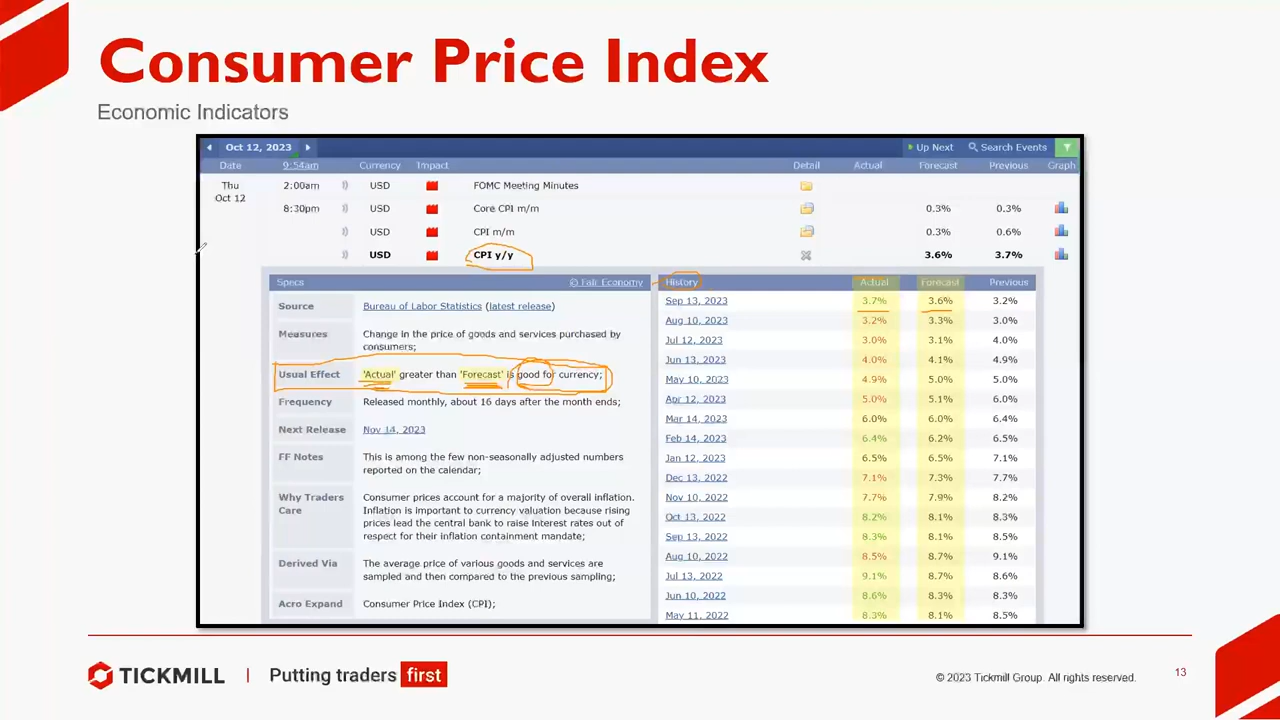 Consumer Price Index
Economic Indicators
Oct 12, 2023 Up Next Search Events
Date 9:54am Currency Impact Detail Actual Forecast Previous Graph
Thu 2:00am USD FOMC Meeting Minutes
Oct 12
8:30pm USD Core CPI m/m 0.3% 0.3%
USD CPI m/m 0.3% 0.6%
USD CPI y/y 3.6% 3.7%
Specs © Fair Economy
Source Bureau of Labor Statistics (latest release)
Measures Change in the price of goods and services purchased by
consumers;
Usual Effect 'Actual' greater than 'Forecast' is good for currency;
Frequency Released monthly, about 16 days after the month ends;
Next Release Nov 14, 2023
FF Notes This is among the few non-seasonally adjusted numbers
reported on the calendar;
Why Traders Care Consumer prices account for a majority of overall inflation.
Inflation is important to currency valuation because rising
prices lead the central bank to raise interest rates out of
respect for their inflation containment mandate;
Derived Via The average price of various goods and services are
sampled and then compared to the previous sampling;
Acro Expand Consumer Price Index (CPI);
History Actual Forecast Previous
Sep 13, 2023 3.7% 3.6% 3.2%
Aug 10, 2023 3.2% 3.3% 3.0%
Jul 12, 2023 3.0% 3.1% 4.0%
Jun 13, 2023 4.0% 4.1% 4.9%
May 10, 2023 4.9% 5.0% 5.0%
Apr 12, 2023 5.0% 5.1% 6.0%
Mar 14, 2023 6.0% 6.0% 6.4%
Feb 14, 2023 6.4% 6.2% 6.5%
Jan 12, 2023 6.5% 6.5% 7.1%
Dec 13, 2022 7.1% 7.3% 7.7%
Nov 10, 2022 7.7% 7.9% 8.2%
Oct 13, 2022 8.2% 8.1% 8.3%
Sep 13, 2022 8.3% 8.1% 8.5%
Aug 10, 2022 8.5% 8.7% 9.1%
Jul 13, 2022 9.1% 8.7% 8.6%
Jun 10, 2022 8.6% 8.3% 8.3%
May 11, 2022 8.3% 8.1% 8.5%
TICKMILL | Putting traders first
© 2023 Tickmill Group. All rights reserved.
13